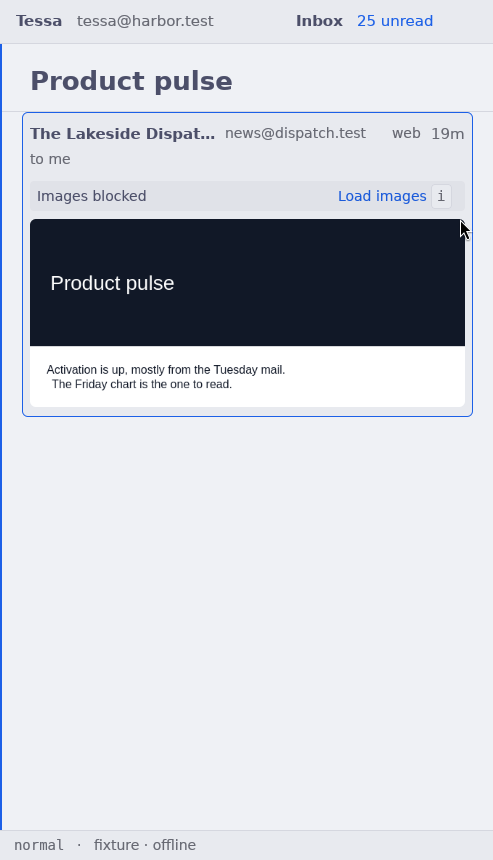 Tessa tessa@harbor.test Inbox 25 unread
Product pulse
The Lakeside Dispat... news@dispatch.test web 19m
to me
Images blocked Load images i
Product pulse
Activation is up, mostly from the Tuesday mail.
The Friday chart is the one to read.
normal · fixture · offline